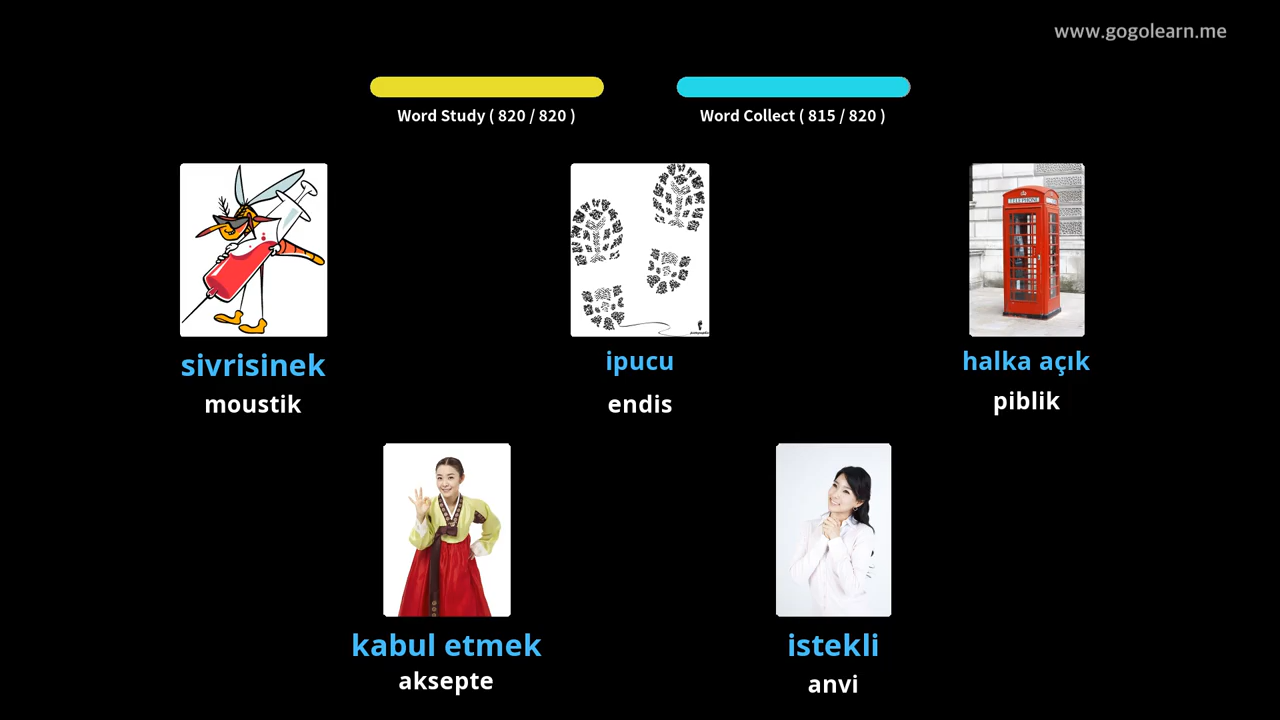 www.gogolearn.me
Word Study ( 820 / 820 )
Word Collect ( 815 / 820 )
TELEPHONE
sivrisinek
ipucu
halka açık
moustik
endis
piblik
kabul etmek
istekli
aksepte
anvi